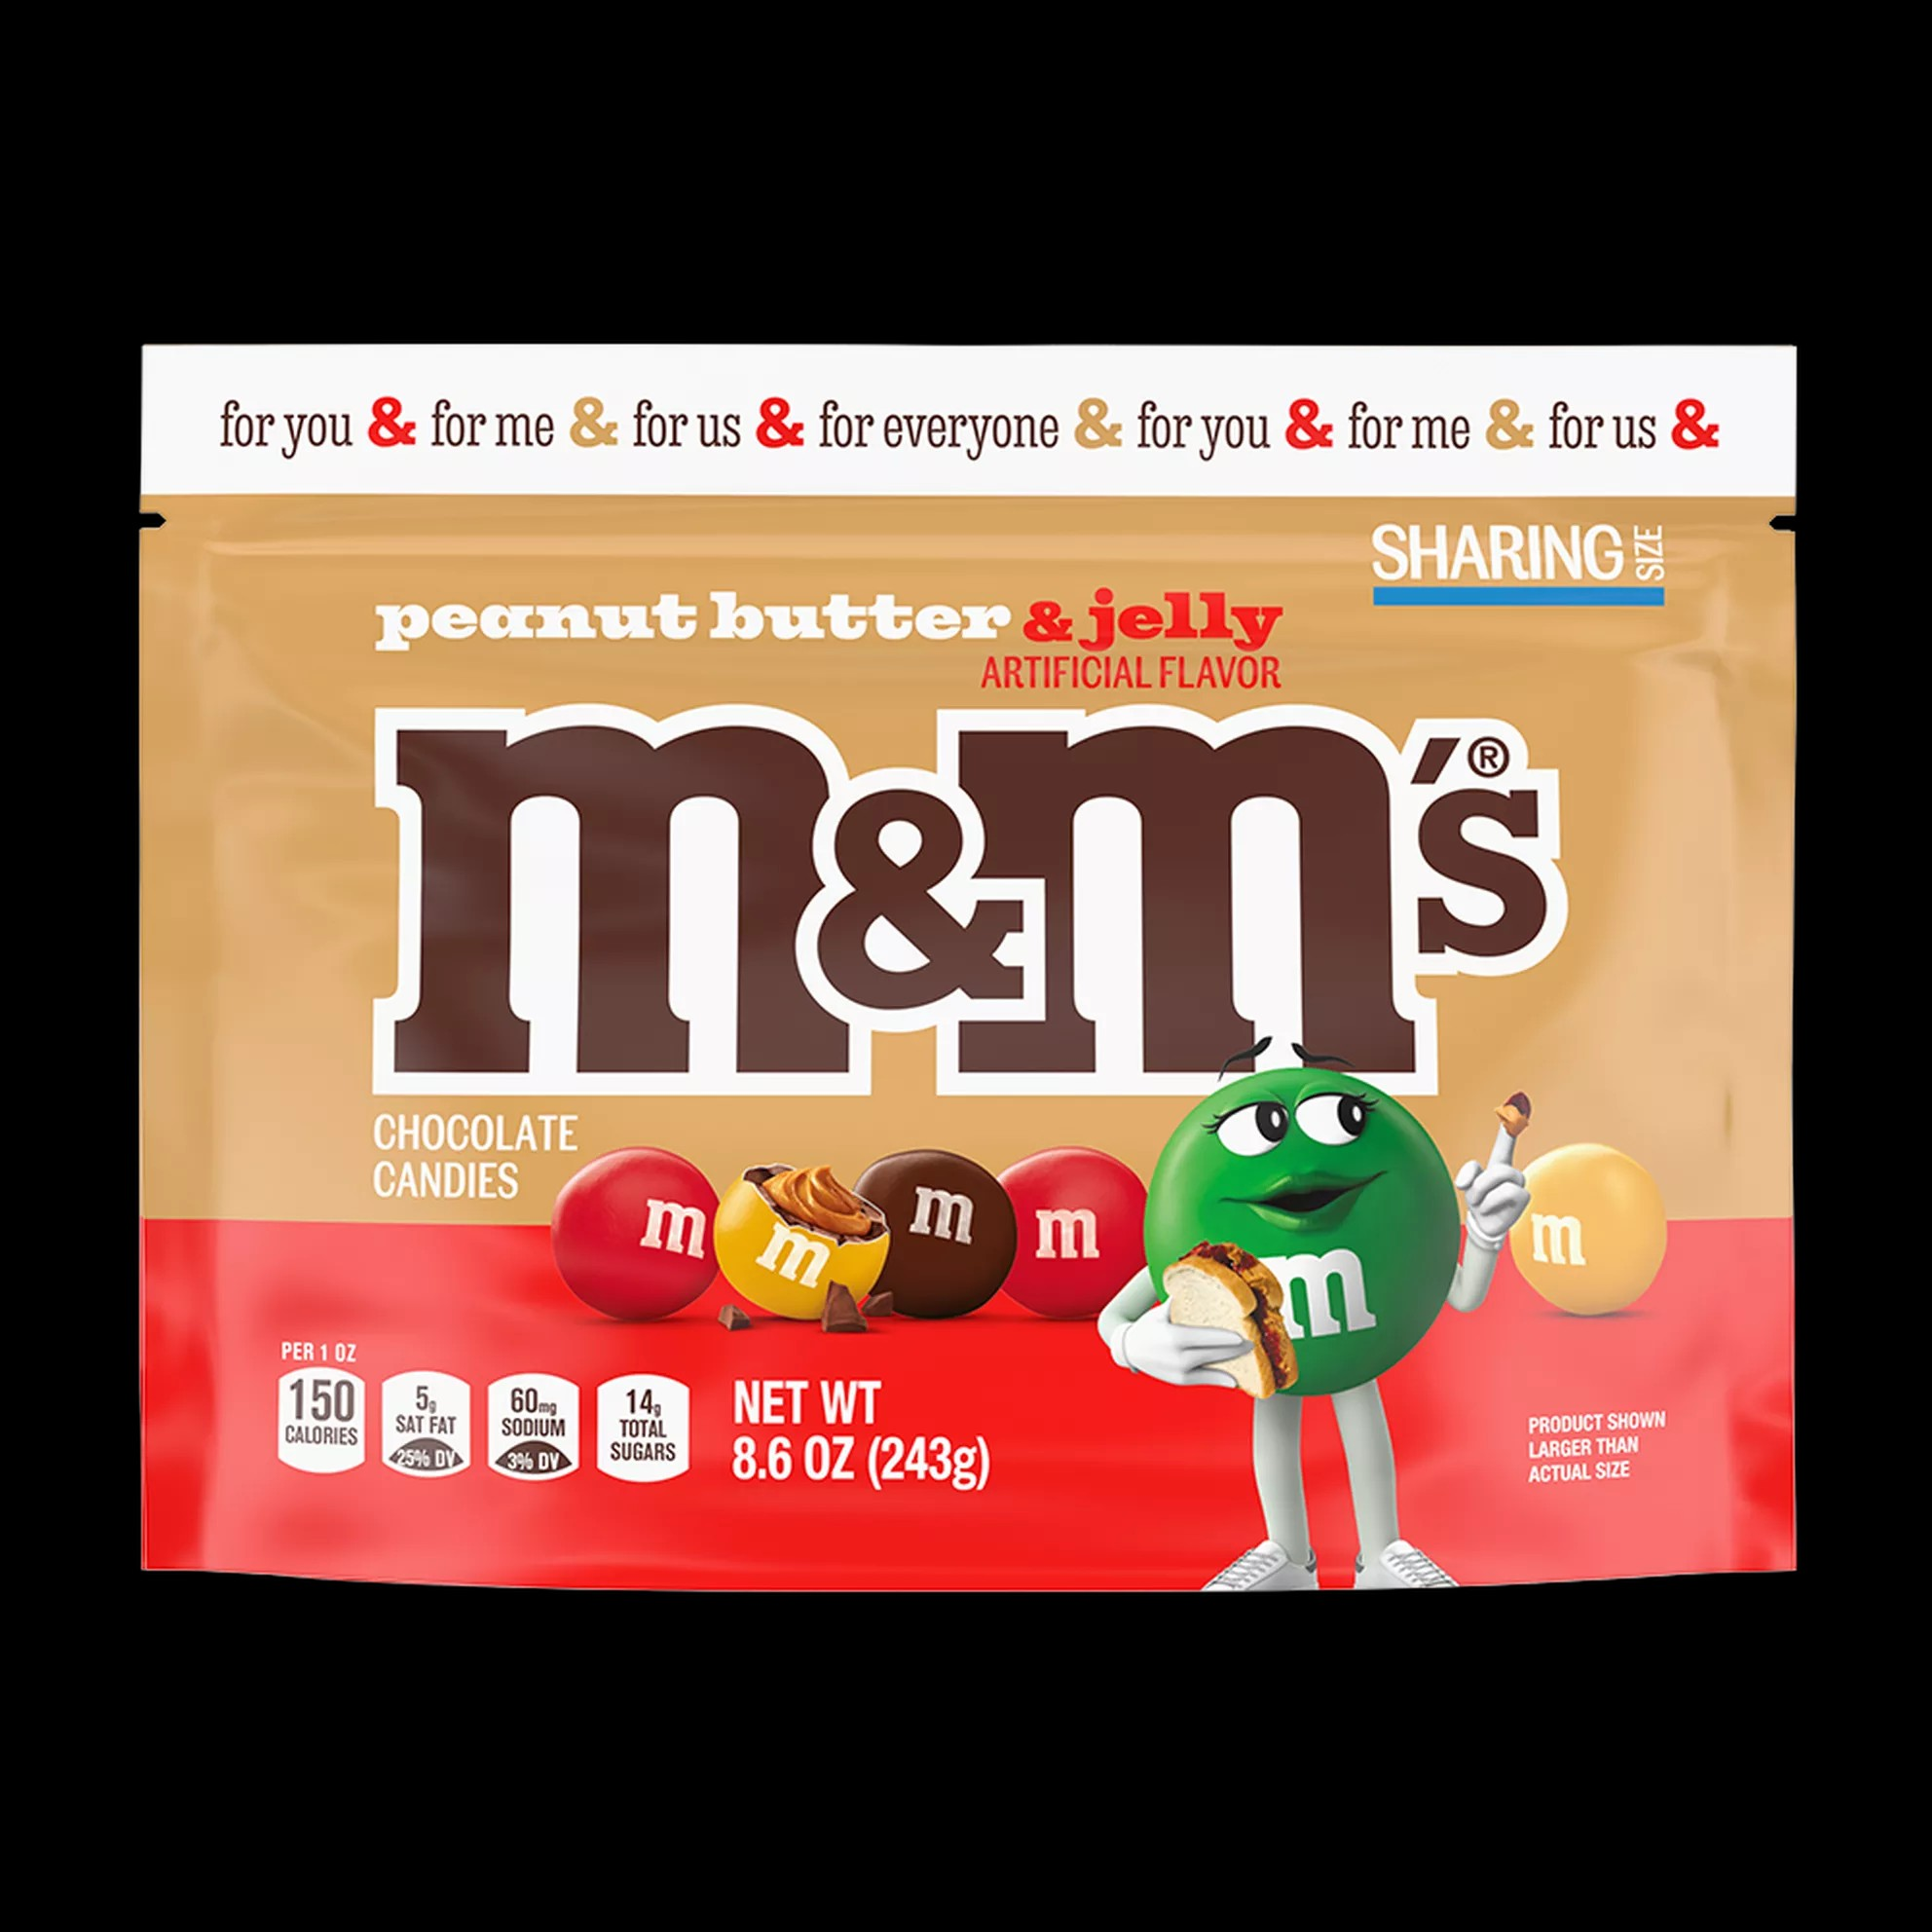 for you & for me & for us & for everyone & for you & for me & for us &
SHARING SIZE
peanut butter & jelly
ARTIFICIAL FLAVOR
m&m's®
CHOCOLATE
CANDIES
m m m m m m
PER 1 OZ
150
CALORIES
5g
SAT FAT
25% DV
60mg
SODIUM
3% DV
14g
TOTAL
SUGARS
NET WT
8.6 OZ (243g)
PRODUCT SHOWN
LARGER THAN
ACTUAL SIZE